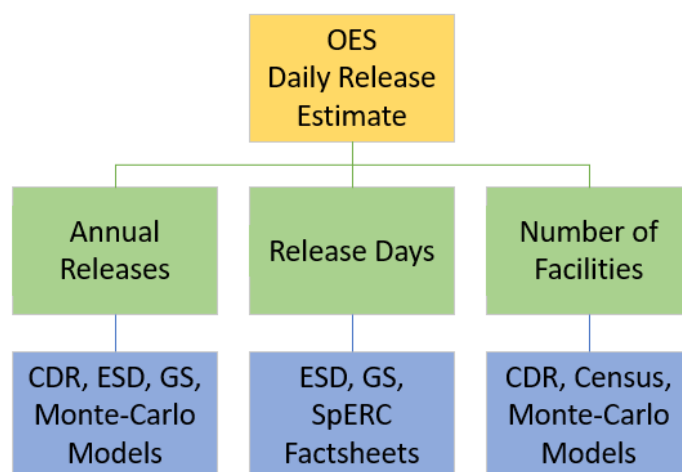 OES
Daily Release
Estimate
Annual
Releases
Release Days
Number of
Facilities
CDR, ESD, GS,
Monte-Carlo
Models
ESD, GS,
SpERC
Factsheets
CDR, Census,
Monte-Carlo
Models